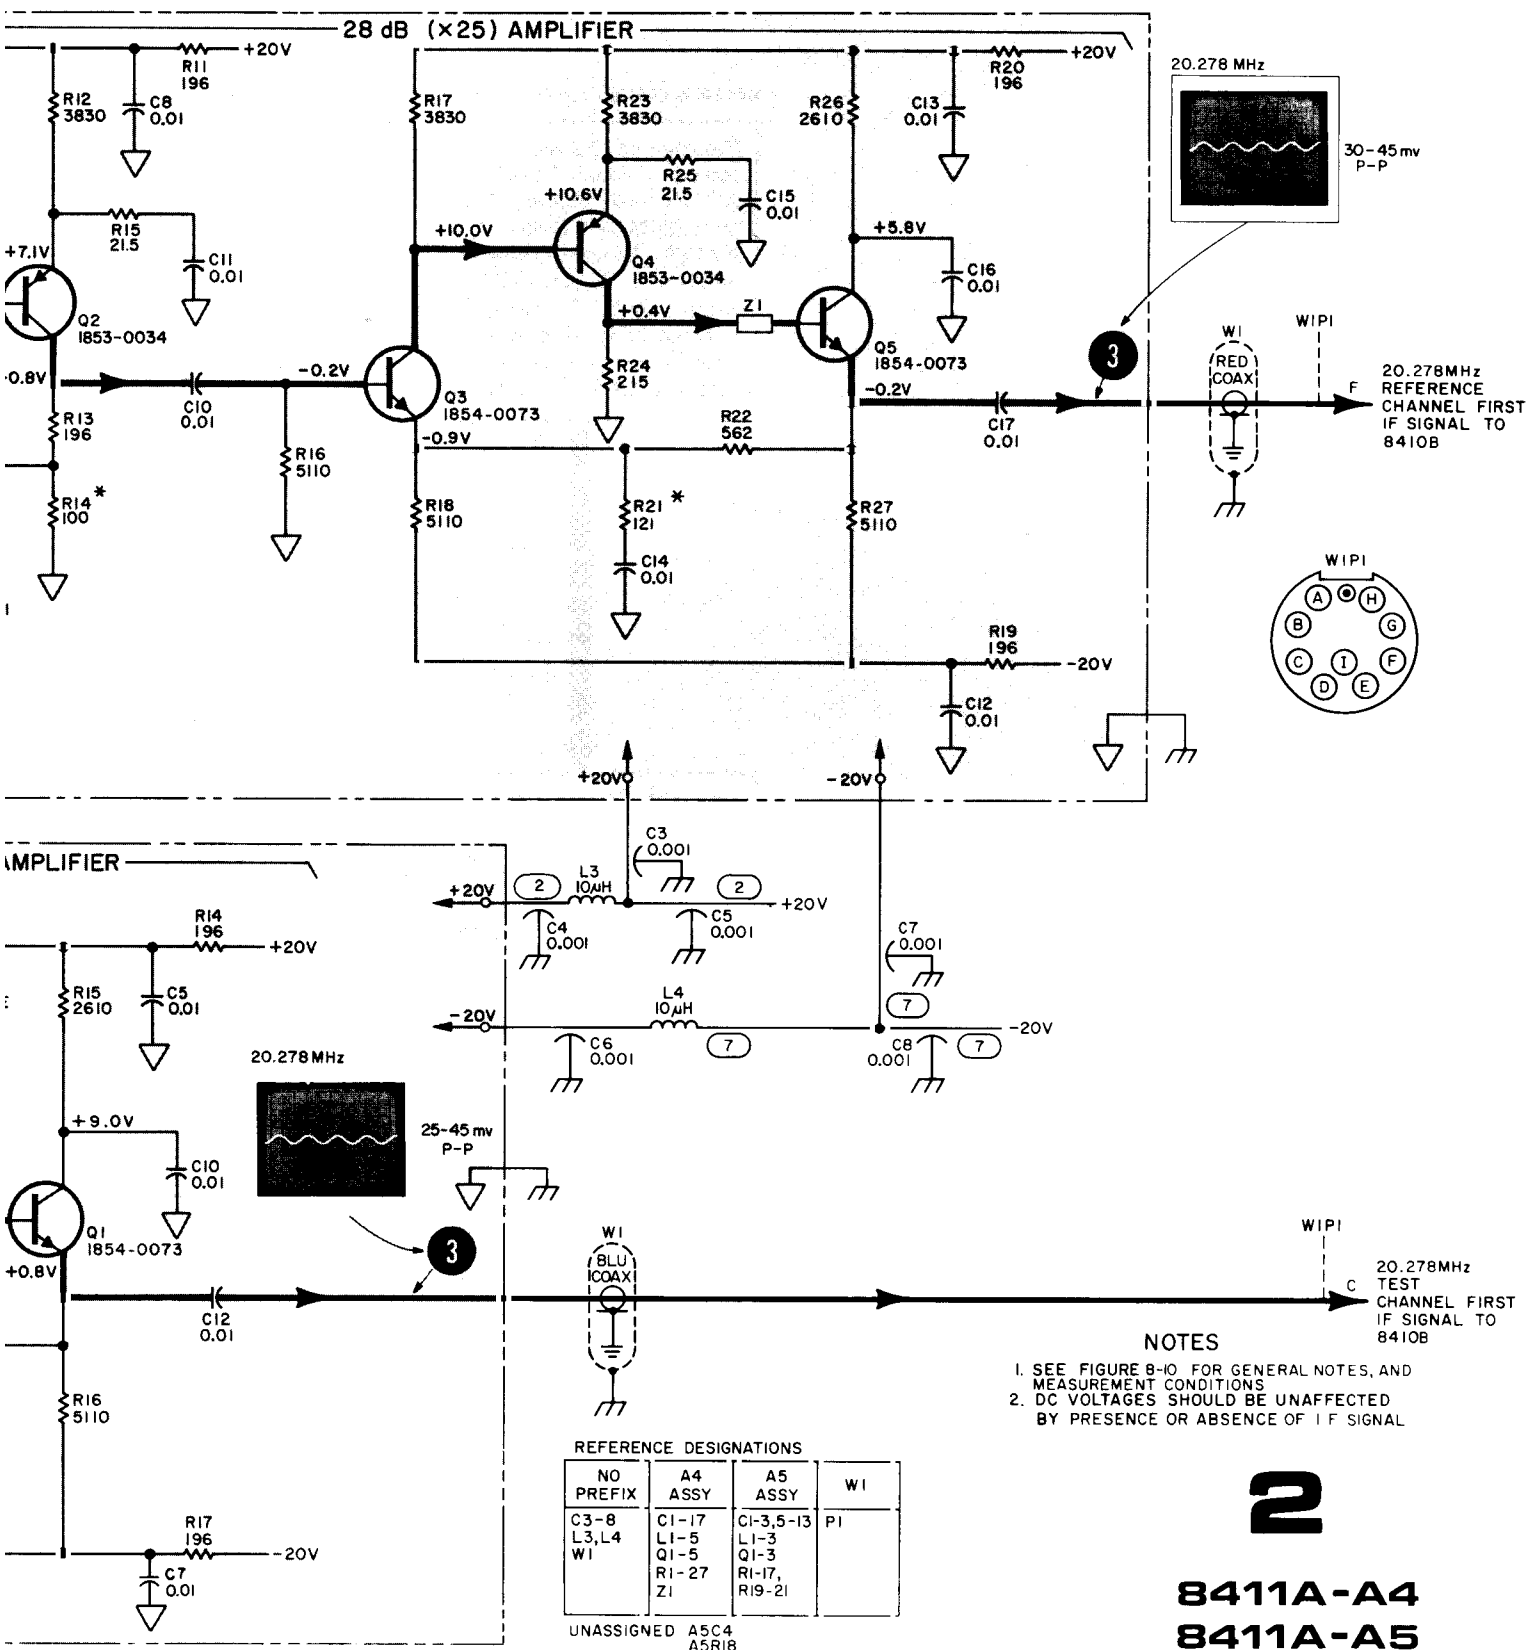 28 dB (×25) AMPLIFIER
R11
196
+20V
R12
3830
C8
0.01
R15
21.5
C11
0.01
+7.1V
Q2
1853-0034
0.8V
R13
196
R14 *
100
C10
0.01
-0.2V
R16
5110
R17
3830
+10.0V
Q3
1854-0073
-0.9V
R18
5110
R23
3830
R25
21.5
C15
0.01
+10.6V
Q4
1853-0034
+0.4V
Z1
R24
215
R22
562
R21 *
121
C14
0.01
R26
2610
C13
0.01
R20
196
+20V
+5.8V
C16
0.01
Q5
1854-0073
-0.2V
C17
0.01
R27
5110
R19
196
-20V
C12
0.01
20.278 MHz
30-45mv
P-P
3
W1
RED
COAX
W1P1
F
20.278MHz
REFERENCE
CHANNEL FIRST
IF SIGNAL TO
8410B
W1P1
A
H
B
G
C
I
F
D
E
+20V
-20V
C3
0.001
+20V
2
L3
10µH
2
+20V
C4
0.001
C5
0.001
C7
0.001
-20V
L4
10µH
7
7
-20V
C6
0.001
C8
0.001
7
AMPLIFIER
R14
196
+20V
R15
2610
C5
0.01
20.278MHz
25-45mv
P-P
+9.0V
C10
0.01
Q1
1854-0073
+0.8V
3
C12
0.01
R16
5110
R17
196
-20V
C7
0.01
W1
BLU
COAX
W1P1
C
20.278MHz
TEST
CHANNEL FIRST
IF SIGNAL TO
8410B
NOTES
1. SEE FIGURE 8-10 FOR GENERAL NOTES, AND
MEASUREMENT CONDITIONS
2. DC VOLTAGES SHOULD BE UNAFFECTED
BY PRESENCE OR ABSENCE OF IF SIGNAL
REFERENCE DESIGNATIONS
NO PREFIX | A4 ASSY | A5 ASSY | W1
C3-8 | C1-17 | C1-3,5-13 | P1
L3,L4 | L1-5 | L1-3
W1 | Q1-5 | Q1-3
R1-27 | R1-17,
Z1 | R19-21
UNASSIGNED A5C4
A5R18
2
8411A-A4
8411A-A5